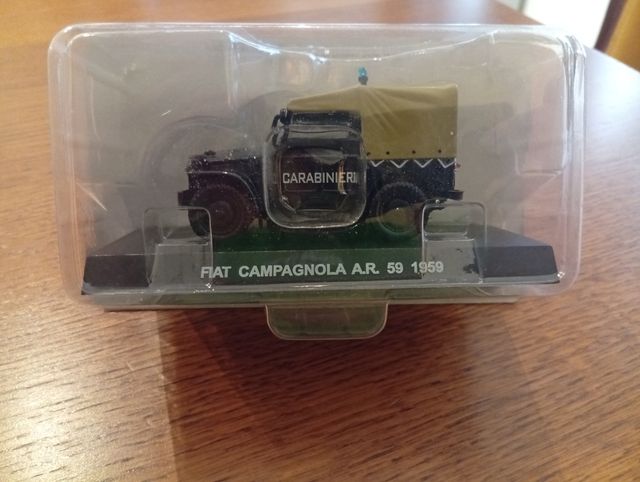 CARABINIERI
FIAT CAMPAGNOLA A.R. 59 1959